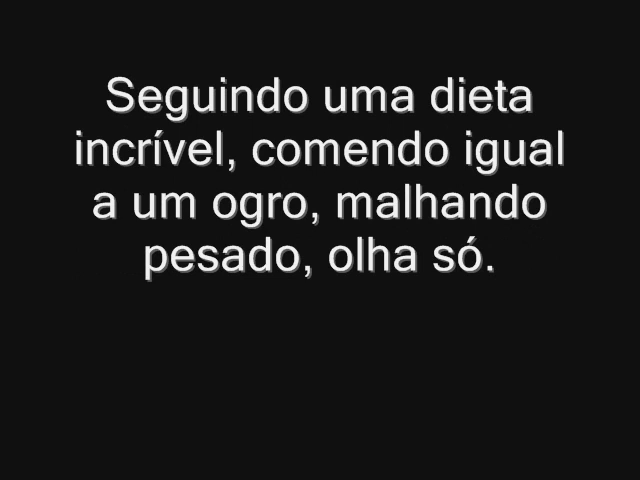 Seguindo uma dieta
incrível, comendo igual
a um ogro, malhando
pesado, olha só.